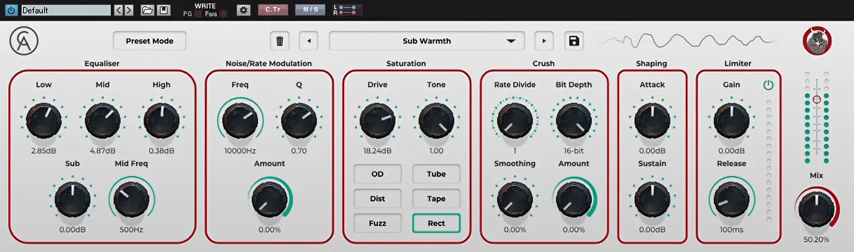 Default
WRITE
PG Para
C.Tr
M/S
L
R
Preset Mode
Sub Warmth
Equaliser
Noise/Rate Modulation
Saturation
Crush
Shaping
Limiter
Low Mid High
Freq Q
Drive Tone
Rate Divide Bit Depth
Attack
Gain
2.85dB 4.87dB 0.38dB
10000Hz 0.70
18.24dB 1.00
1 16-bit
0.00dB
0.00dB
Sub Mid Freq
Amount
OD Tube
Dist Tape
Fuzz Rect
Smoothing Amount
Sustain
Release
Mix
0.00dB 500Hz
0.00%
0.00% 0.00%
0.00dB
100ms
50.20%